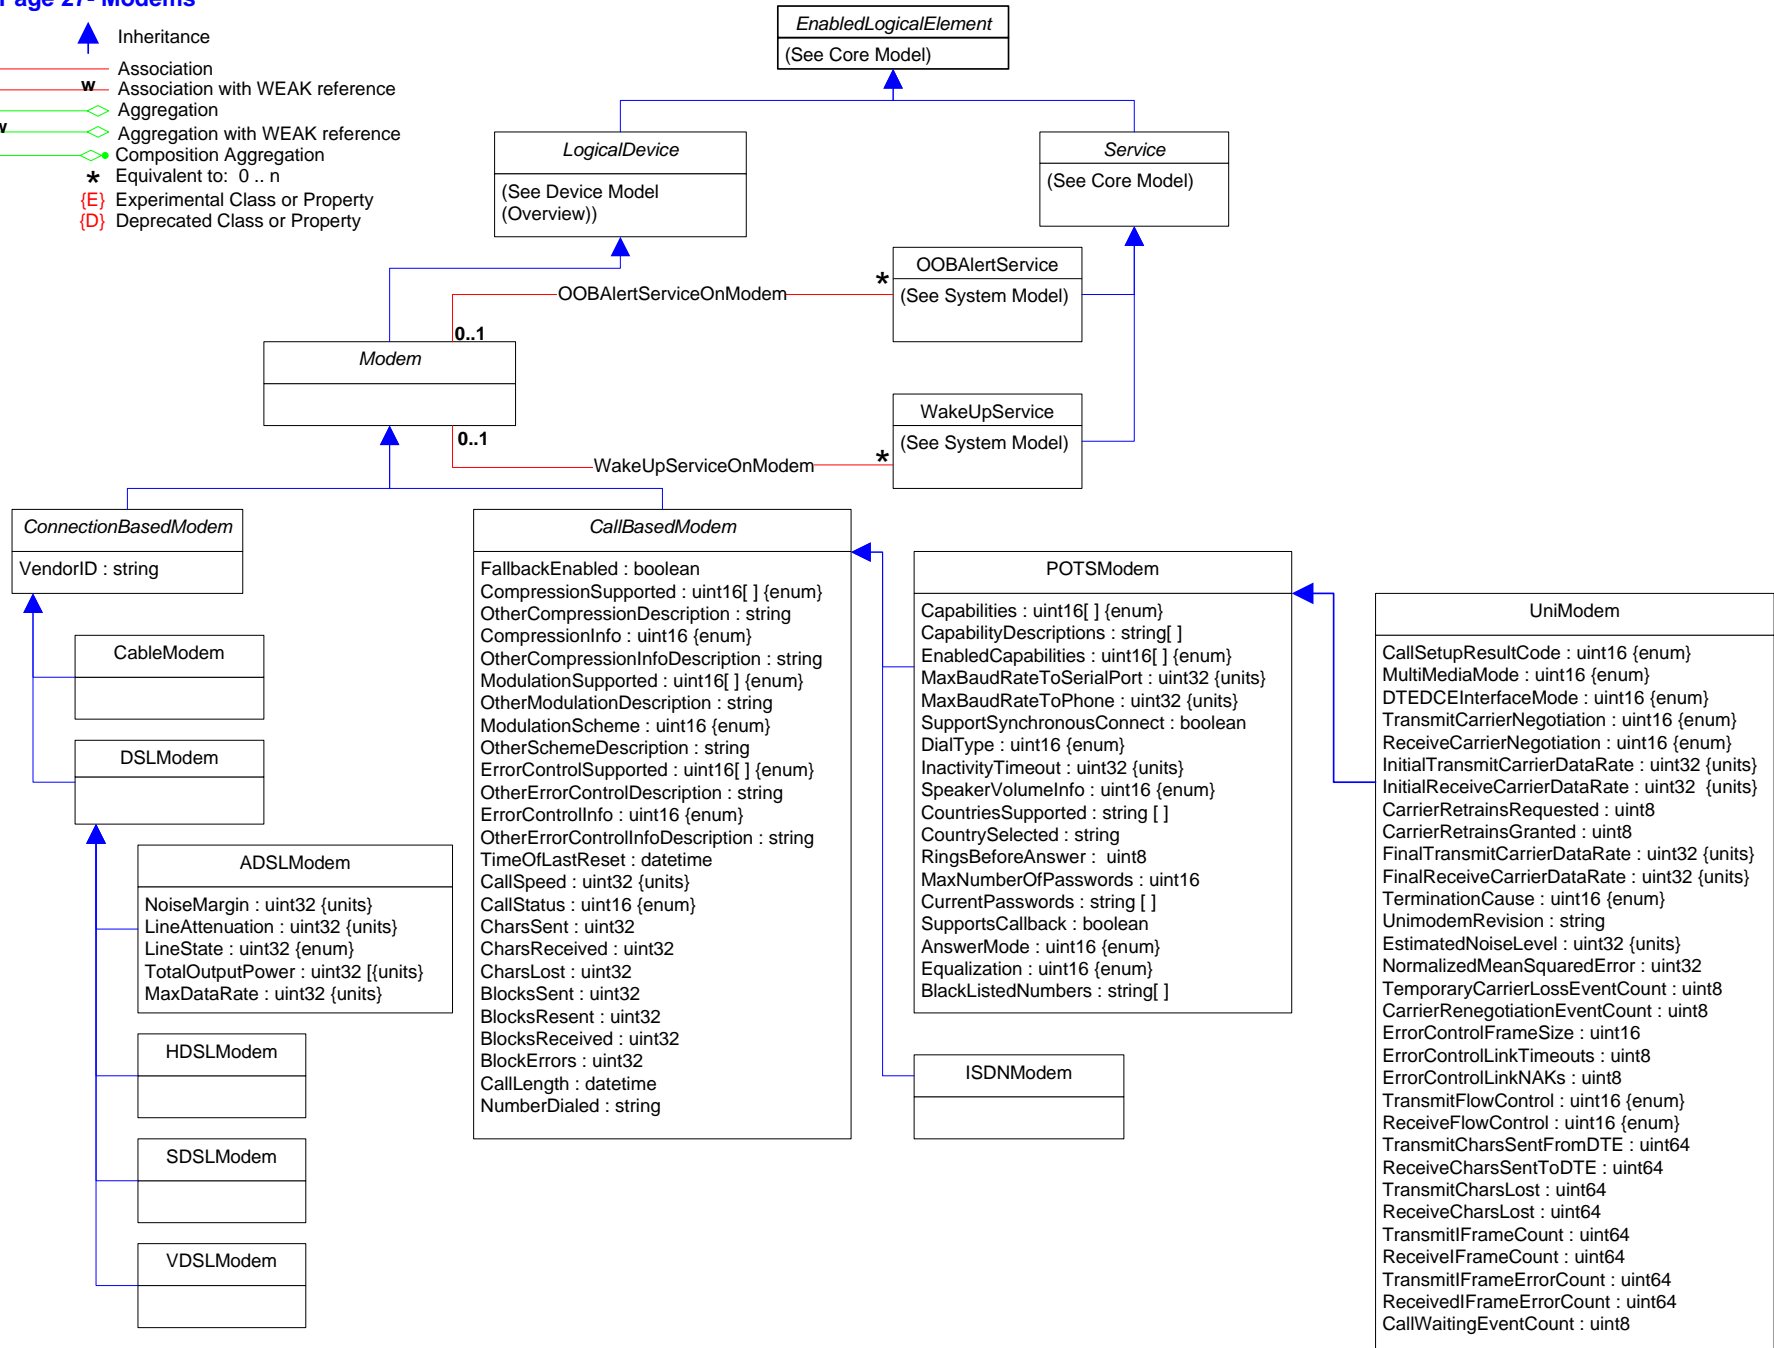 Page 27- Modems
Inheritance
Association
w
Association with WEAK reference
Aggregation
w
Aggregation with WEAK reference
Composition Aggregation
*
Equivalent to: 0 .. n
{E} Experimental Class or Property
{D} Deprecated Class or Property
EnabledLogicalElement
(See Core Model)
LogicalDevice
(See Device Model
(Overview))
Service
(See Core Model)
OOBAlertService
(See System Model)
OOBAlertServiceOnModem
*
0..1
Modem
WakeUpService
(See System Model)
0..1
WakeUpServiceOnModem
*
ConnectionBasedModem
VendorID : string
CableModem
DSLModem
ADSLModem
NoiseMargin : uint32 {units}
LineAttenuation : uint32 {units}
LineState : uint32 {enum}
TotalOutputPower : uint32 [{units}
MaxDataRate : uint32 {units}
HDSLModem
SDSLModem
VDSLModem
CallBasedModem
FallbackEnabled : boolean
CompressionSupported : uint16[ ] {enum}
OtherCompressionDescription : string
CompressionInfo : uint16 {enum}
OtherCompressionInfoDescription : string
ModulationSupported : uint16[ ] {enum}
OtherModulationDescription : string
ModulationScheme : uint16 {enum}
OtherSchemeDescription : string
ErrorControlSupported : uint16[ ] {enum}
OtherErrorControlDescription : string
ErrorControlInfo : uint16 {enum}
OtherErrorControlInfoDescription : string
TimeOfLastReset : datetime
CallSpeed : uint32 {units}
CallStatus : uint16 {enum}
CharsSent : uint32
CharsReceived : uint32
CharsLost : uint32
BlocksSent : uint32
BlocksResent : uint32
BlocksReceived : uint32
BlockErrors : uint32
CallLength : datetime
NumberDialed : string
POTSModem
Capabilities : uint16[ ] {enum}
CapabilityDescriptions : string[ ]
EnabledCapabilities : uint16[ ] {enum}
MaxBaudRateToSerialPort : uint32 {units}
MaxBaudRateToPhone : uint32 {units}
SupportSynchronousConnect : boolean
DialType : uint16 {enum}
InactivityTimeout : uint32 {units}
SpeakerVolumeInfo : uint16 {enum}
CountriesSupported : string [ ]
CountrySelected : string
RingsBeforeAnswer : uint8
MaxNumberOfPasswords : uint16
CurrentPasswords : string [ ]
SupportsCallback : boolean
AnswerMode : uint16 {enum}
Equalization : uint16 {enum}
BlackListedNumbers : string[ ]
ISDNModem
UniModem
CallSetupResultCode : uint16 {enum}
MultiMediaMode : uint16 {enum}
DTEDCEInterfaceMode : uint16 {enum}
TransmitCarrierNegotiation : uint16 {enum}
ReceiveCarrierNegotiation : uint16 {enum}
InitialTransmitCarrierDataRate : uint32 {units}
InitialReceiveCarrierDataRate : uint32 {units}
CarrierRetrainsRequested : uint8
CarrierRetrainsGranted : uint8
FinalTransmitCarrierDataRate : uint32 {units}
FinalReceiveCarrierDataRate : uint32 {units}
TerminationCause : uint16 {enum}
UnimodemRevision : string
EstimatedNoiseLevel : uint32 {units}
NormalizedMeanSquaredError : uint32
TemporaryCarrierLossEventCount : uint8
CarrierRenegotiationEventCount : uint8
ErrorControlFrameSize : uint16
ErrorControlLinkTimeouts : uint8
ErrorControlLinkNAKs : uint8
TransmitFlowControl : uint16 {enum}
ReceiveFlowControl : uint16 {enum}
TransmitCharsSentFromDTE : uint64
ReceiveCharsSentToDTE : uint64
TransmitCharsLost : uint64
ReceiveCharsLost : uint64
TransmitIFrameCount : uint64
ReceiveIFrameCount : uint64
TransmitIFrameErrorCount : uint64
ReceivedIFrameErrorCount : uint64
CallWaitingEventCount : uint8